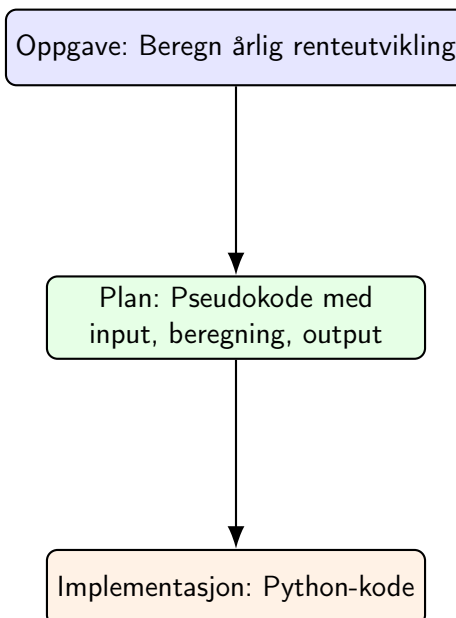 Oppgave: Beregn årlig renteutvikling
Plan: Pseudokode med
input, beregning, output
Implementasjon: Python-kode